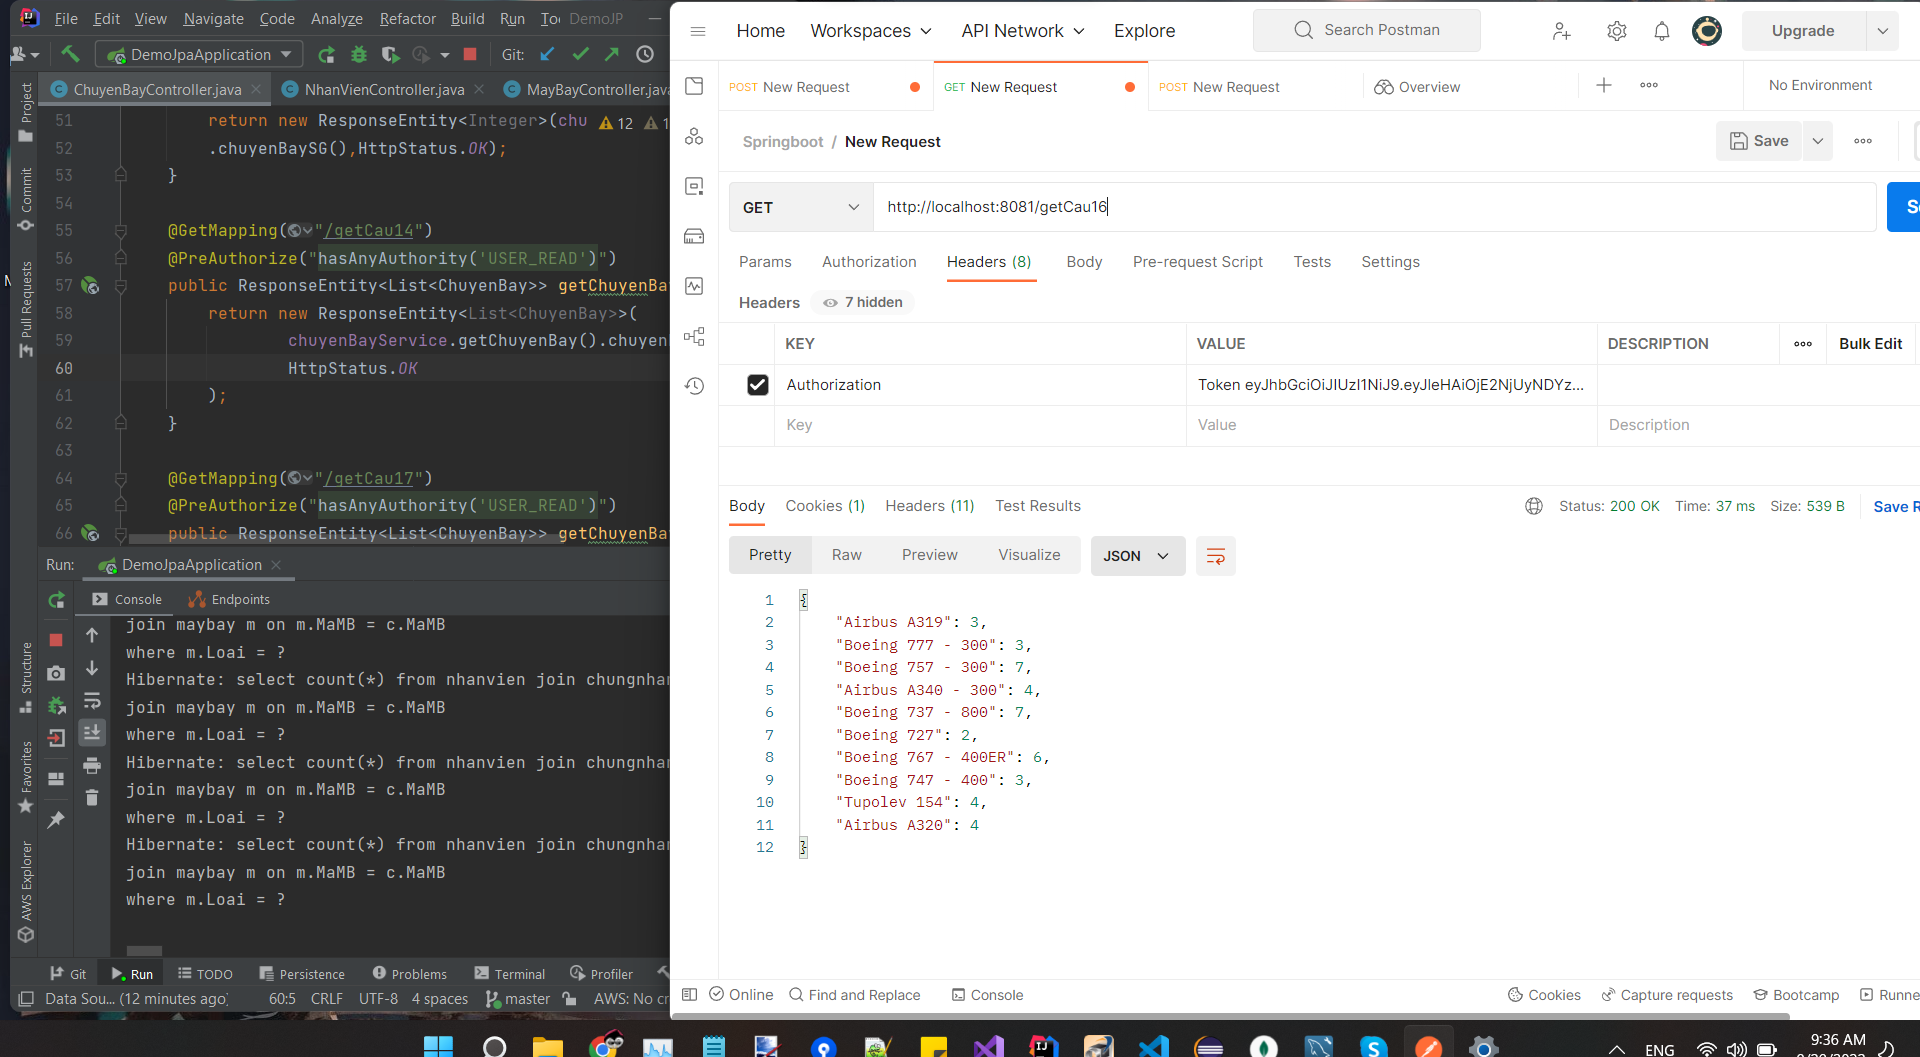 File Edit View Navigate Code Analyze Refactor Build Run DemoJP
DemoJpaApplication Git:
ChuyenBayController.java NhanVienController.java MayBayController.java
51 return new ResponseEntity<Integer>(chu 12
52 .chuyenBaySG(),HttpStatus.OK);
53 }
54
55 @GetMapping("/getCau14")
56 @PreAuthorize("hasAnyAuthority('USER_READ')")
57 public ResponseEntity<List<ChuyenBay>> getChuyenBa
58 return new ResponseEntity<List<ChuyenBay>>(
59 chuyenBayService.getChuyenBay().chuyen
60 HttpStatus.OK
61 );
62 }
63
64 @GetMapping("/getCau17")
65 @PreAuthorize("hasAnyAuthority('USER_READ')")
66 public ResponseEntity<List<ChuyenBay>> getChuyenBa
Project
Commit
Pull Requests
Structure
Favorites
AWS Explorer
Run: DemoJpaApplication
Console Endpoints
join maybay m on m.MaMB = c.MaMB
where m.Loai = ?
Hibernate: select count(*) from nhanvien join chungnhan
join maybay m on m.MaMB = c.MaMB
where m.Loai = ?
Hibernate: select count(*) from nhanvien join chungnhan
join maybay m on m.MaMB = c.MaMB
where m.Loai = ?
Hibernate: select count(*) from nhanvien join chungnhan
join maybay m on m.MaMB = c.MaMB
where m.Loai = ?
Git Run TODO Persistence Problems Terminal Profiler
Data Sou... (12 minutes ago) 60:5 CRLF UTF-8 4 spaces master AWS: No cr
Home Workspaces API Network Explore Search Postman Upgrade
POST New Request GET New Request POST New Request Overview No Environment
Springboot / New Request Save
GET http://localhost:8081/getCau16
Params Authorization Headers (8) Body Pre-request Script Tests Settings
Headers 7 hidden
KEY VALUE DESCRIPTION Bulk Edit
Authorization Token eyJhbGciOiJIUzI1NiJ9.eyJleHAiOjE2NjUyNDYz...
Key Value Description
Body Cookies (1) Headers (11) Test Results Status: 200 OK Time: 37 ms Size: 539 B Save R
Pretty Raw Preview Visualize JSON
1 {
2 "Airbus A319": 3,
3 "Boeing 777 - 300": 3,
4 "Boeing 757 - 300": 7,
5 "Airbus A340 - 300": 4,
6 "Boeing 737 - 800": 7,
7 "Boeing 727": 2,
8 "Boeing 767 - 400ER": 6,
9 "Boeing 747 - 400": 3,
10 "Tupolev 154": 4,
11 "Airbus A320": 4
12 }
Online Find and Replace Console Cookies Capture requests Bootcamp Runne
ENG 9:36 AM